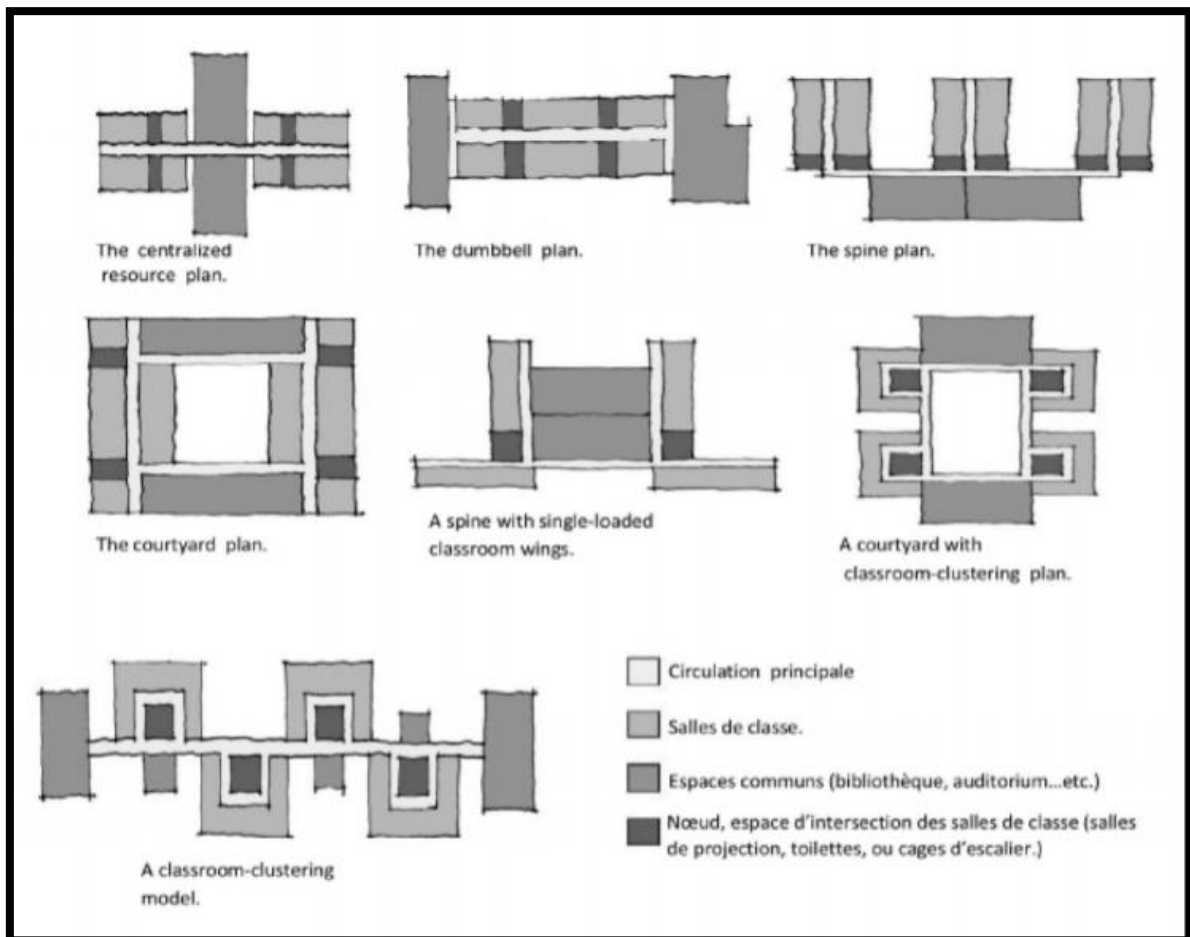 The centralized
resource plan.
The dumbbell plan.
The spine plan.
The courtyard plan.
A spine with single-loaded
classroom wings.
A courtyard with
classroom-clustering plan.
A classroom-clustering
model.
Circulation principale
Salles de classe.
Espaces communs (bibliothèque, auditorium...etc.)
Nœud, espace d'intersection des salles de classe (salles
de projection, toilettes, ou cages d'escalier.)